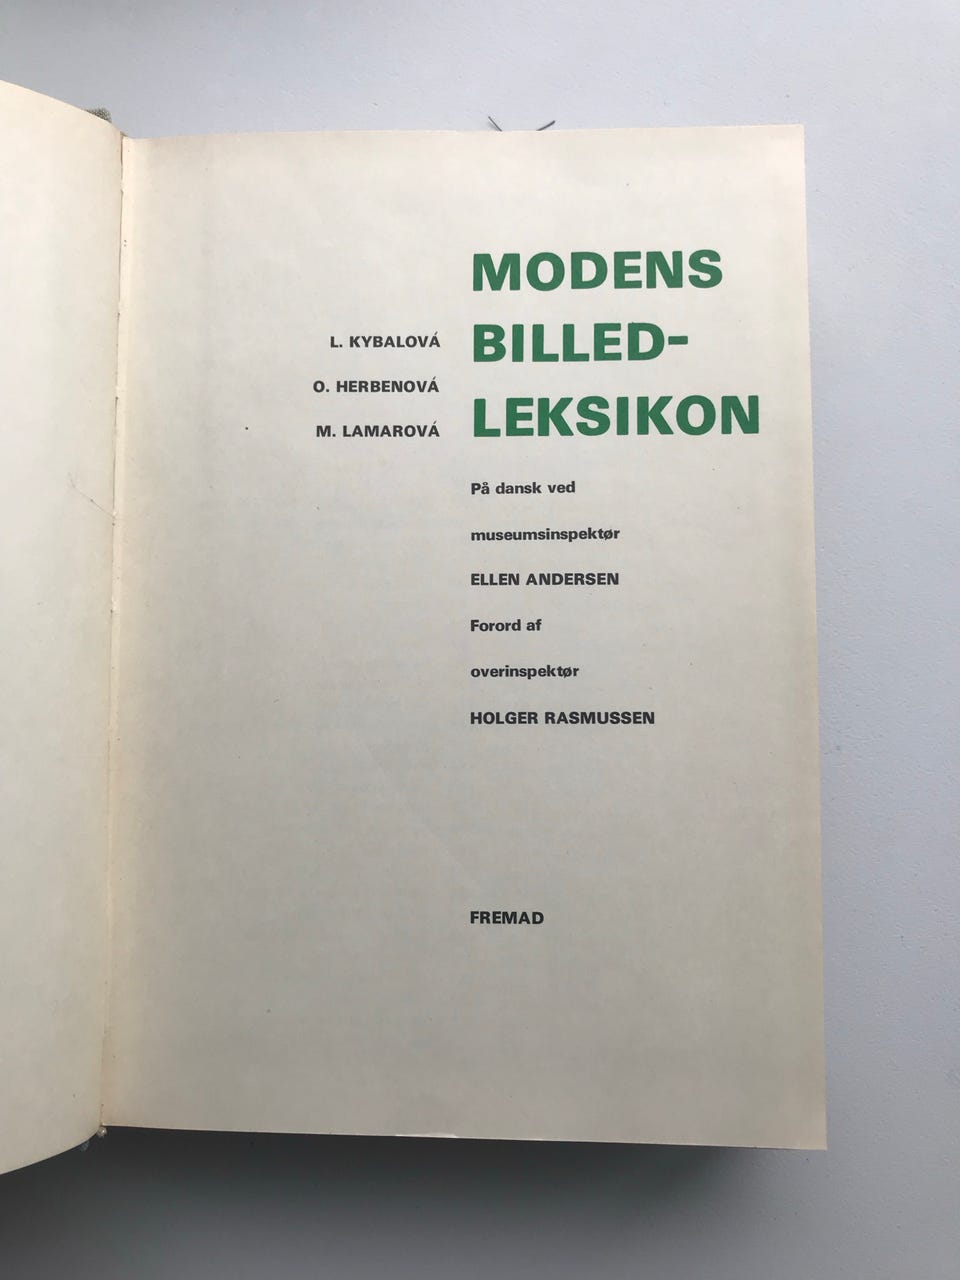 MODENS
BILLED-
LEKSIKON
L. KYBALOVÁ
O. HERBENOVÁ
M. LAMAROVÁ
På dansk ved
museumsinspektør
ELLEN ANDERSEN
Forord af
overinspektør
HOLGER RASMUSSEN
FREMAD